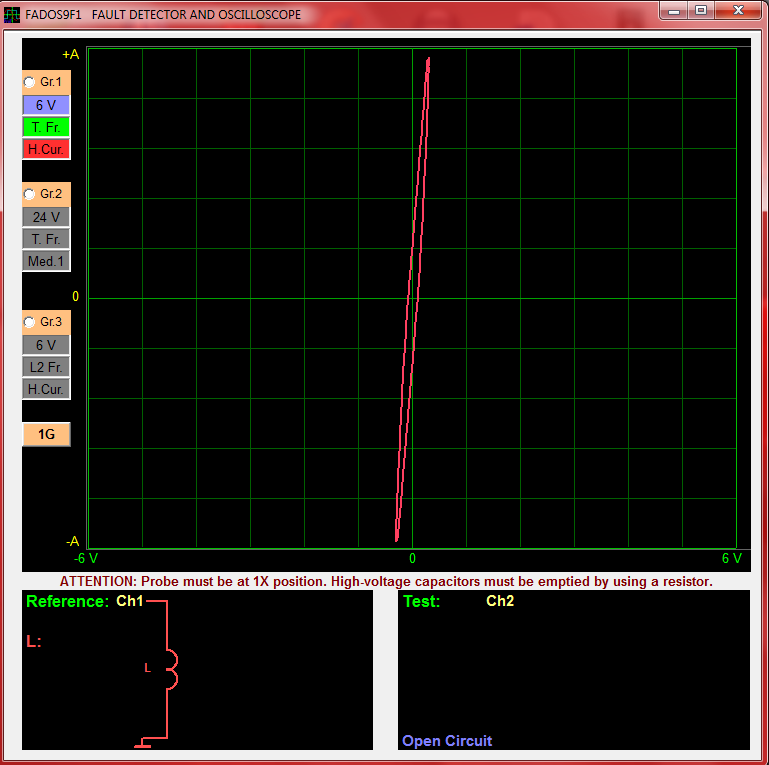 FADOS9F1 FAULT DETECTOR AND OSCILLOSCOPE
+A
Gr.1
6 V
T. Fr.
H.Cur.
Gr.2
24 V
T. Fr.
Med.1
0
Gr.3
6 V
L2 Fr.
H.Cur.
1G
-A
-6 V 0 6 V
ATTENTION: Probe must be at 1X position. High-voltage capacitors must be emptied by using a resistor.
Reference: Ch1
L:
L
Test: Ch2
Open Circuit